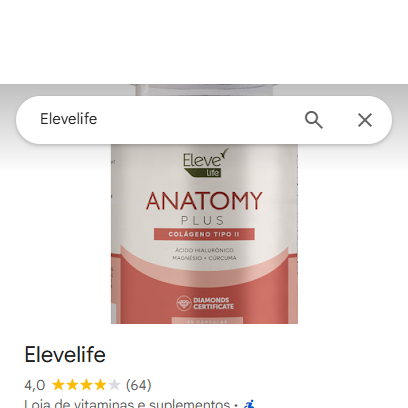 Elevelife
Eleve
life
ANATOMY
PLUS
COLÁGENO TIPO II
ÁCIDO HIALURÔNICO
MAGNÉSIO • CÚRCUMA
DIAMONDS
CERTIFICATE
Elevelife
4,0 (64)
Loja de vitaminas e suplementos ·